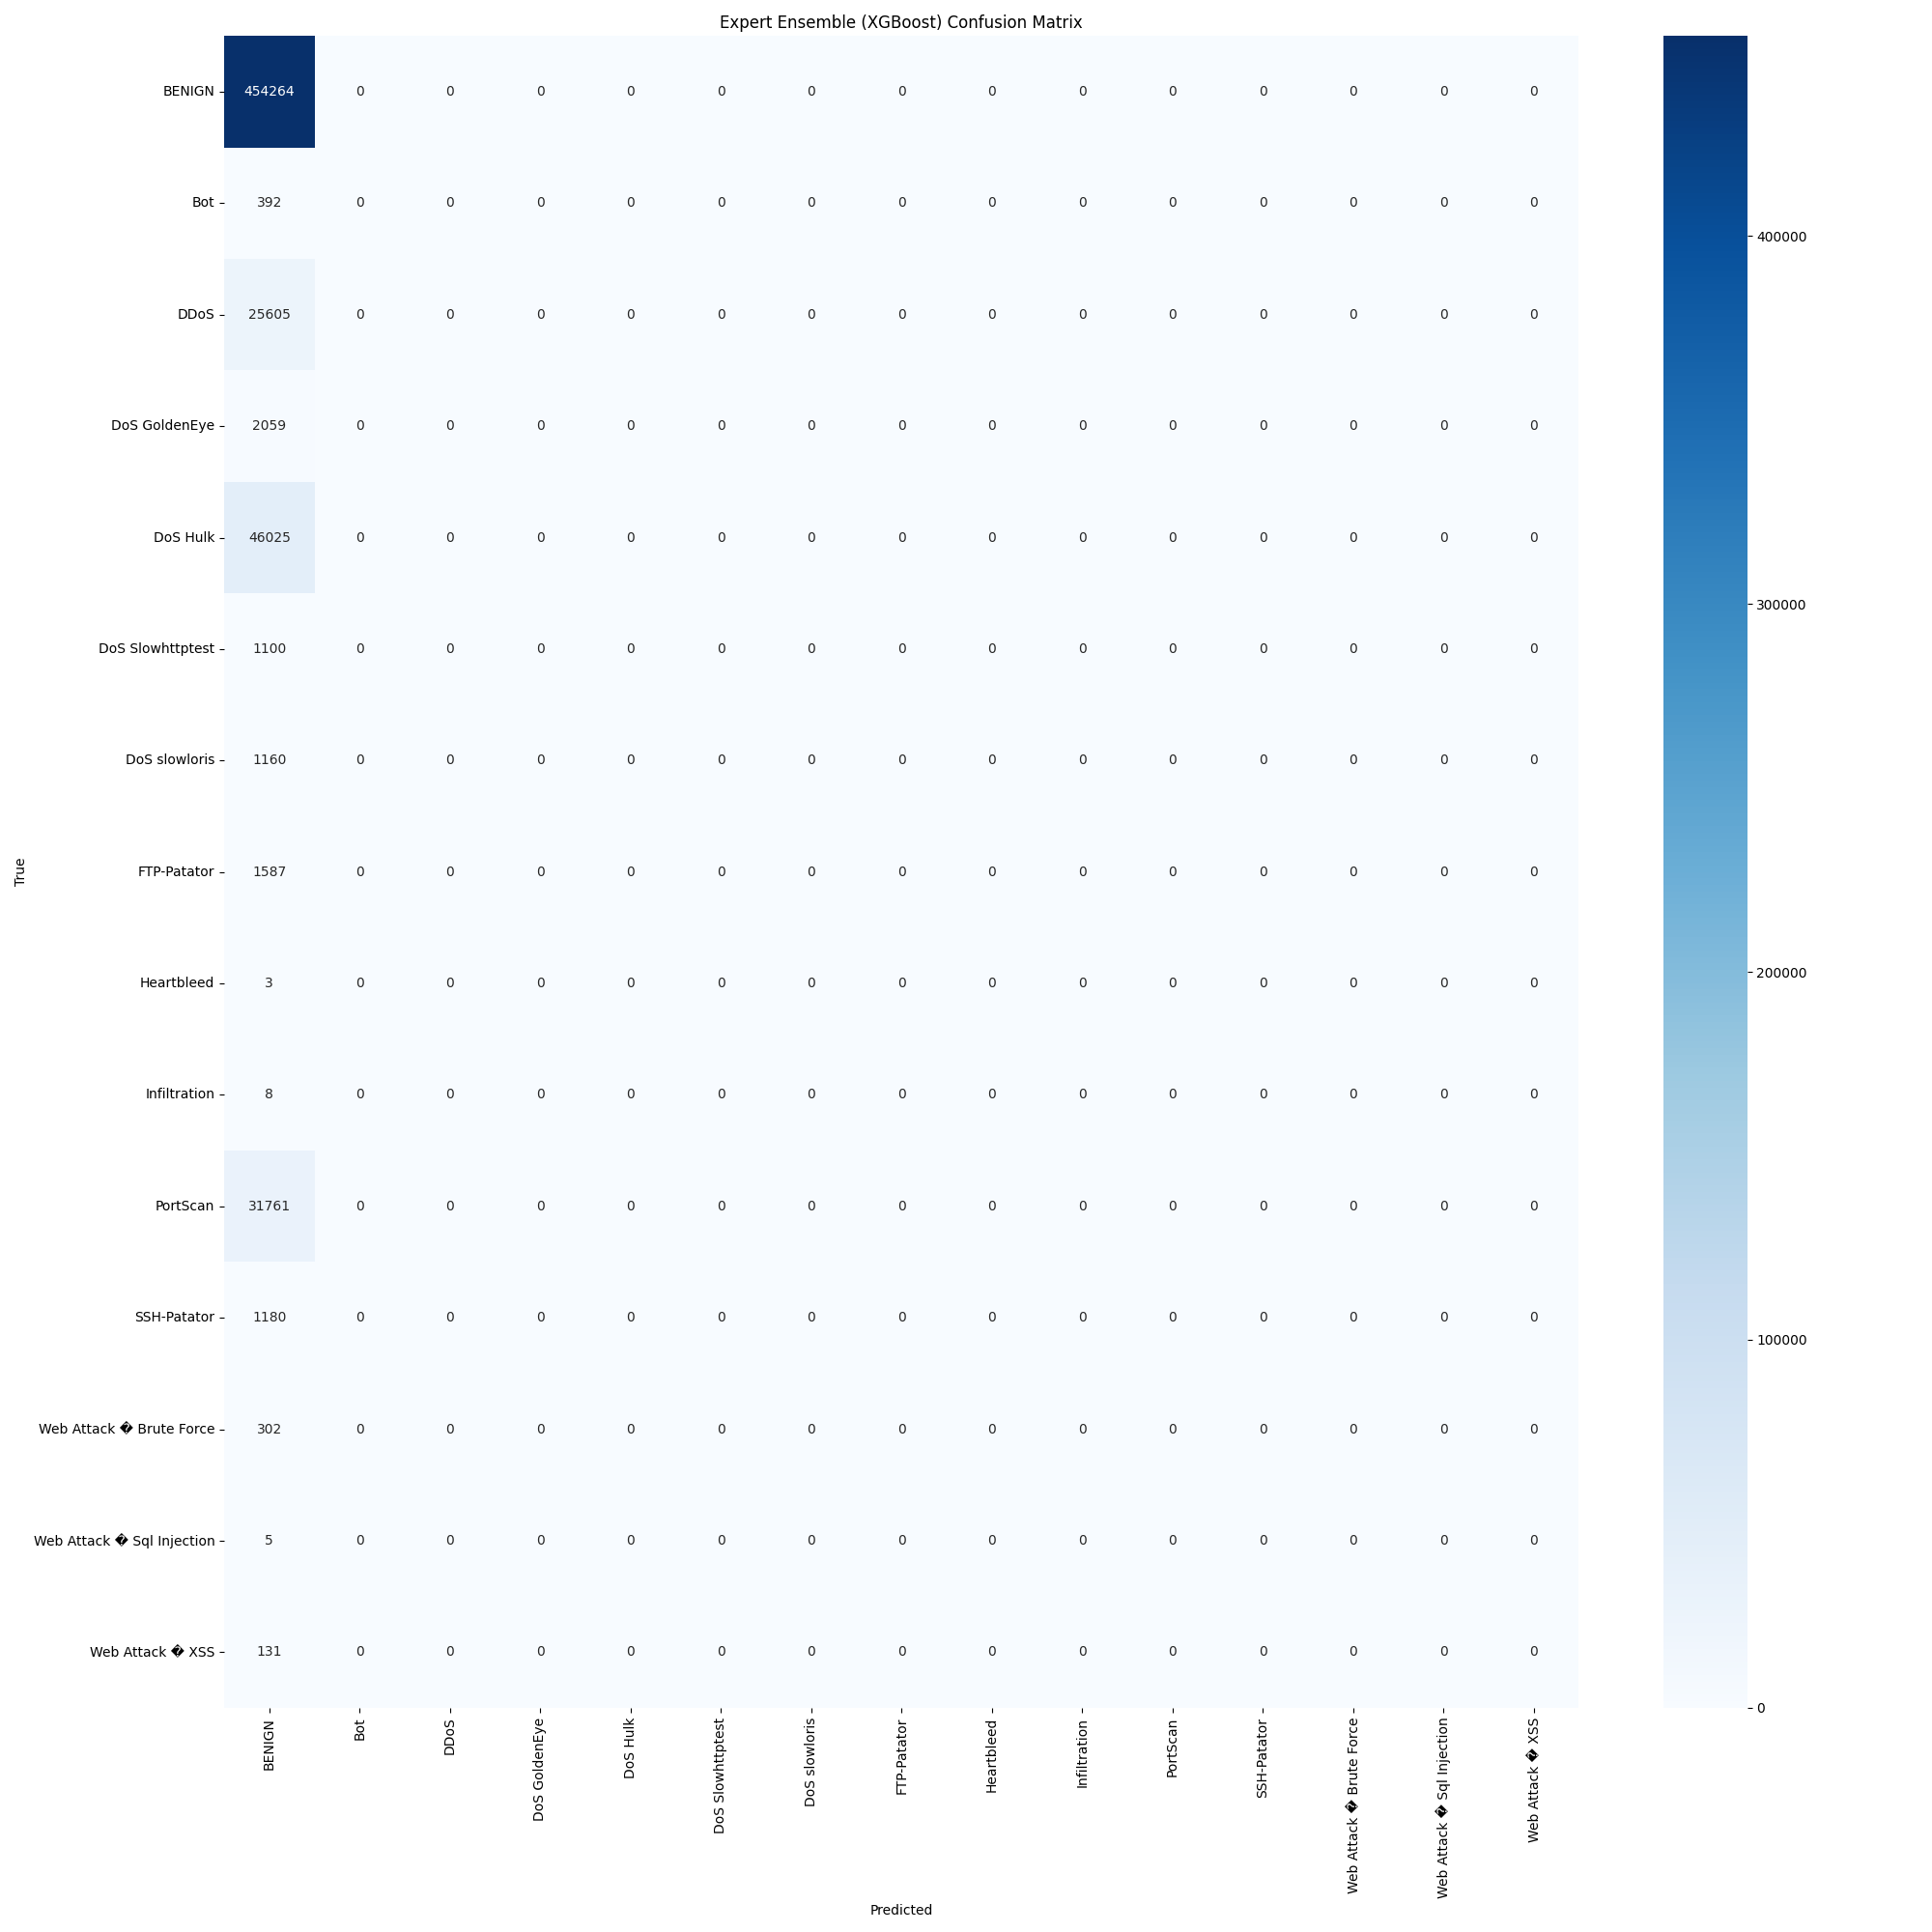 Expert Ensemble (XGBoost) Confusion Matrix
BENIGN 454264 0 0 0 0 0 0 0 0 0 0 0 0 0 0
Bot 392 0 0 0 0 0 0 0 0 0 0 0 0 0 0
400000
DDoS 25605 0 0 0 0 0 0 0 0 0 0 0 0 0 0
DoS GoldenEye 2059 0 0 0 0 0 0 0 0 0 0 0 0 0 0
DoS Hulk 46025 0 0 0 0 0 0 0 0 0 0 0 0 0 0
300000
DoS Slowhttptest 1100 0 0 0 0 0 0 0 0 0 0 0 0 0 0
DoS slowloris 1160 0 0 0 0 0 0 0 0 0 0 0 0 0 0
True
FTP-Patator 1587 0 0 0 0 0 0 0 0 0 0 0 0 0 0
200000
Heartbleed 3 0 0 0 0 0 0 0 0 0 0 0 0 0 0
Infiltration 8 0 0 0 0 0 0 0 0 0 0 0 0 0 0
PortScan 31761 0 0 0 0 0 0 0 0 0 0 0 0 0 0
SSH-Patator 1180 0 0 0 0 0 0 0 0 0 0 0 0 0 0
100000
Web Attack � Brute Force 302 0 0 0 0 0 0 0 0 0 0 0 0 0 0
Web Attack � Sql Injection 5 0 0 0 0 0 0 0 0 0 0 0 0 0 0
Web Attack � XSS 131 0 0 0 0 0 0 0 0 0 0 0 0 0 0
0
BENIGN
Bot
DDoS
DoS GoldenEye
DoS Hulk
DoS Slowhttptest
DoS slowloris
FTP-Patator
Heartbleed
Infiltration
PortScan
SSH-Patator
Web Attack � Brute Force
Web Attack � Sql Injection
Web Attack � XSS
Predicted